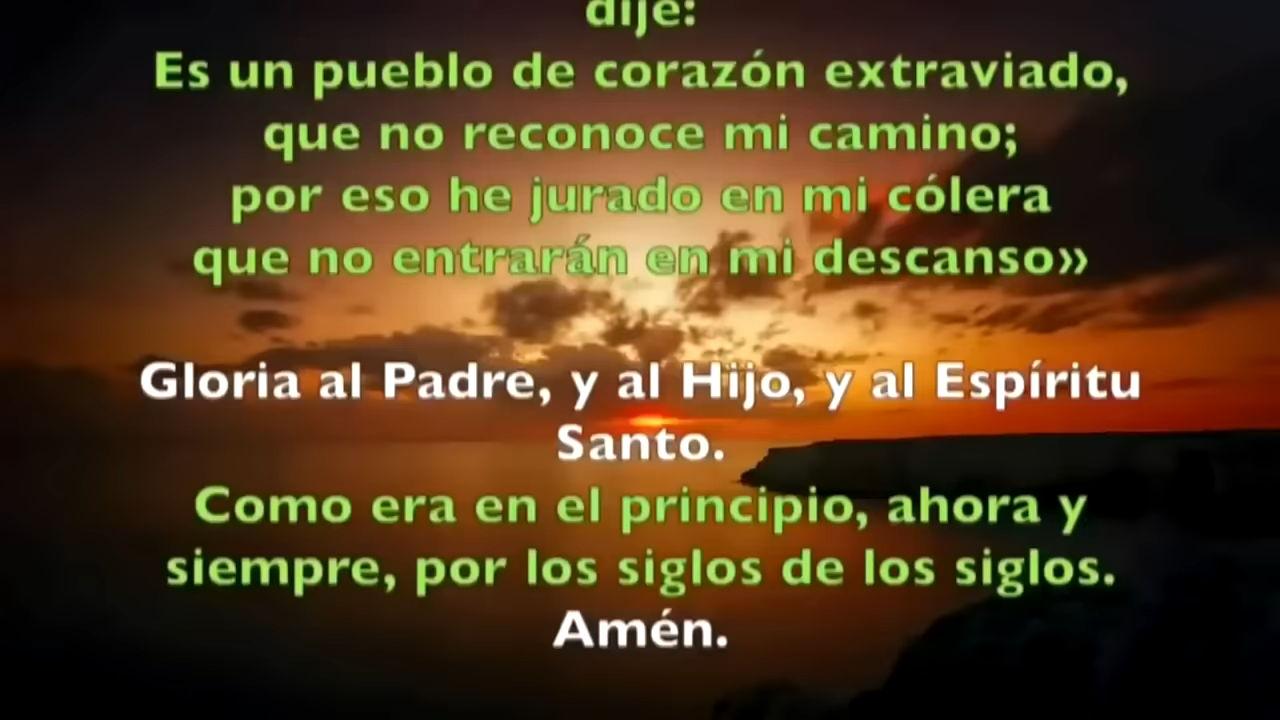 dije:
Es un pueblo de corazón extraviado,
que no reconoce mi camino;
por eso he jurado en mi cólera
que no entrarán en mi descanso»
Gloria al Padre, y al Hijo, y al Espíritu
Santo.
Como era en el principio, ahora y
siempre, por los siglos de los siglos.
Amén.